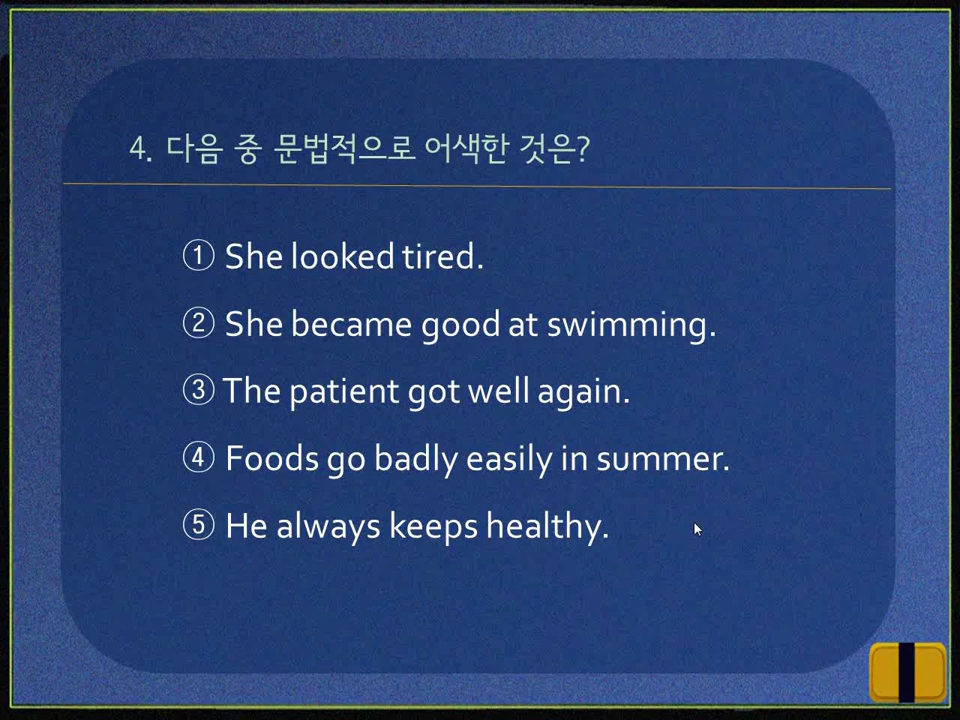 4. 다음 중 문법적으로 어색한 것은?
① She looked tired.
② She became good at swimming.
③ The patient got well again.
④ Foods go badly easily in summer.
⑤ He always keeps healthy.